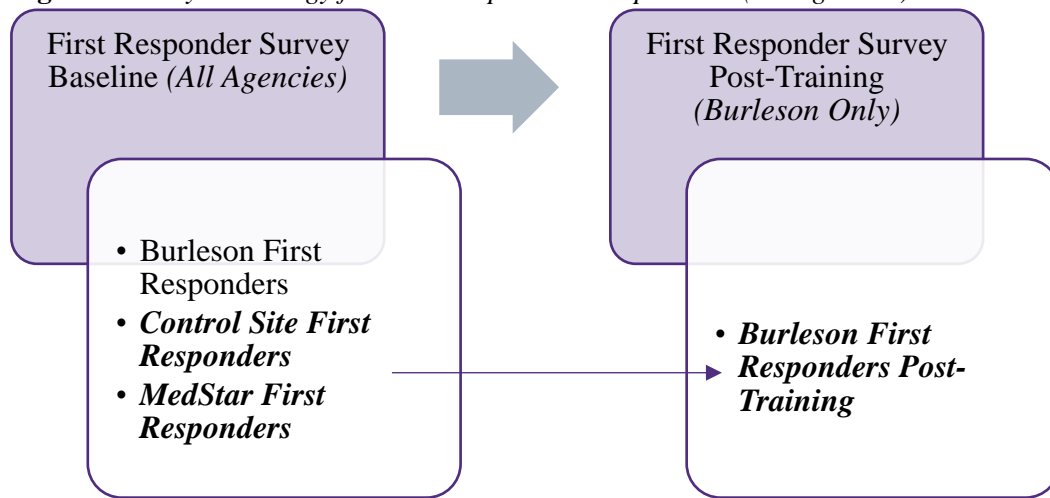 First Responder Survey
Baseline (All Agencies)
• Burleson First
Responders
• Control Site First
Responders
• MedStar First
Responders
First Responder Survey
Post-Training
(Burleson Only)
• Burleson First
Responders Post-
Training